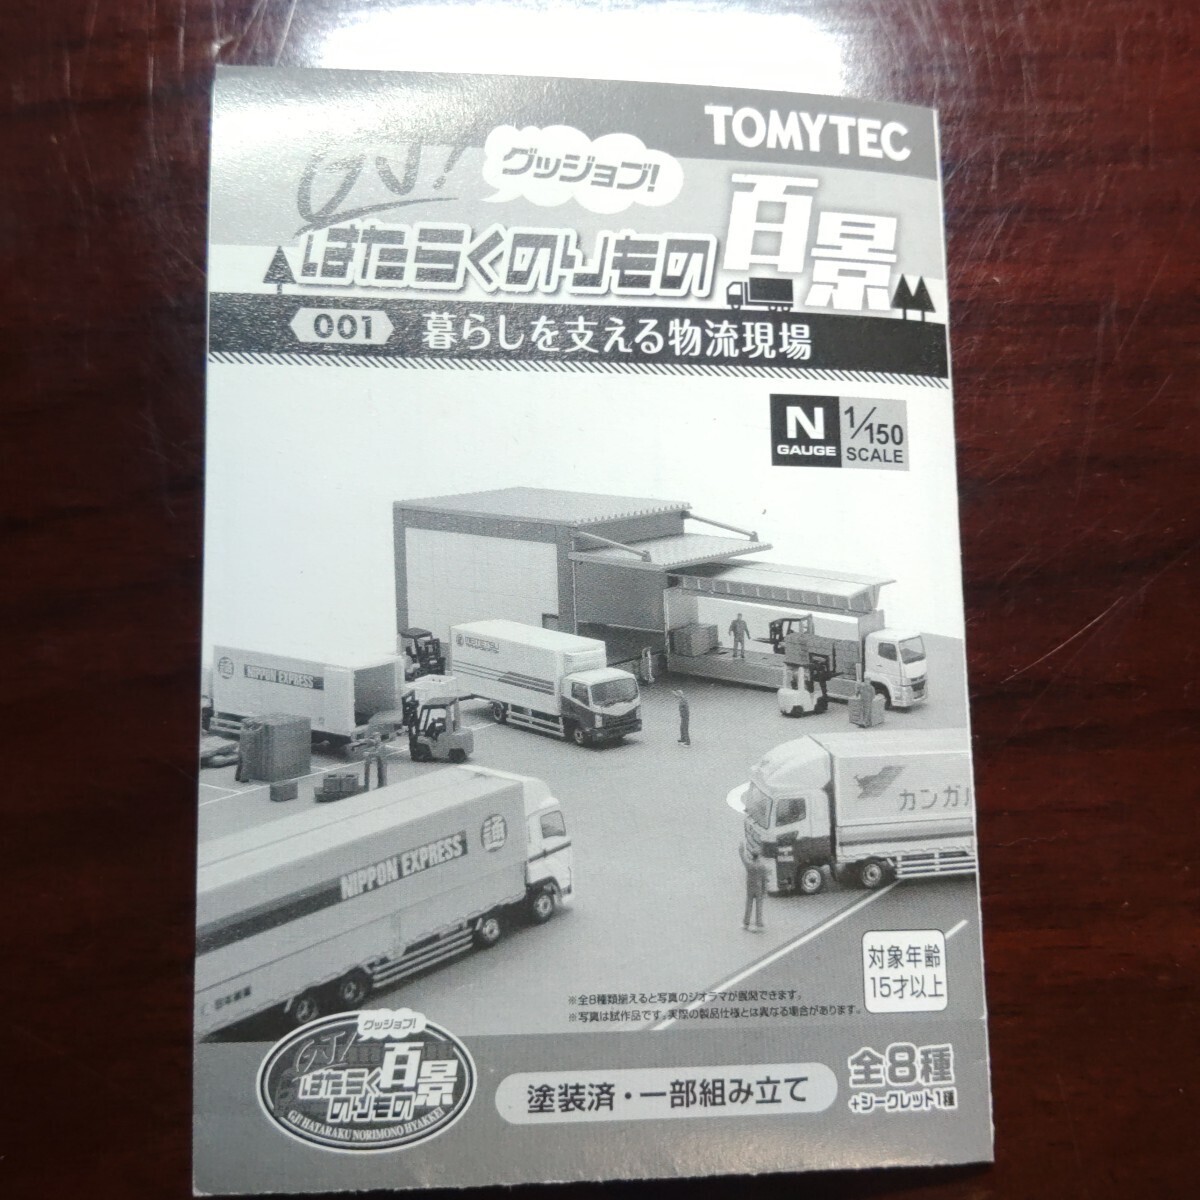 TOMYTEC
GJ!
グッジョブ!
はたらくのりもの
百景
001
暮らしを支える物流現場
N
GAUGE
1/150
SCALE
通
NIPPON EXPRESS
カンガル
NIPPON EXPRESS
通
対象年齢
15才以上
※全8種類揃えると写真のジオラマが展開できます。
※写真は試作品です。実際の製品仕様とは異なる場合があります。
グッジョブ!
GJ!
はたらく
のりもの
百景
GJ! HATARAKU NORIMONO HYAKKEI
塗装済・一部組み立て
全8種
+シークレット1種